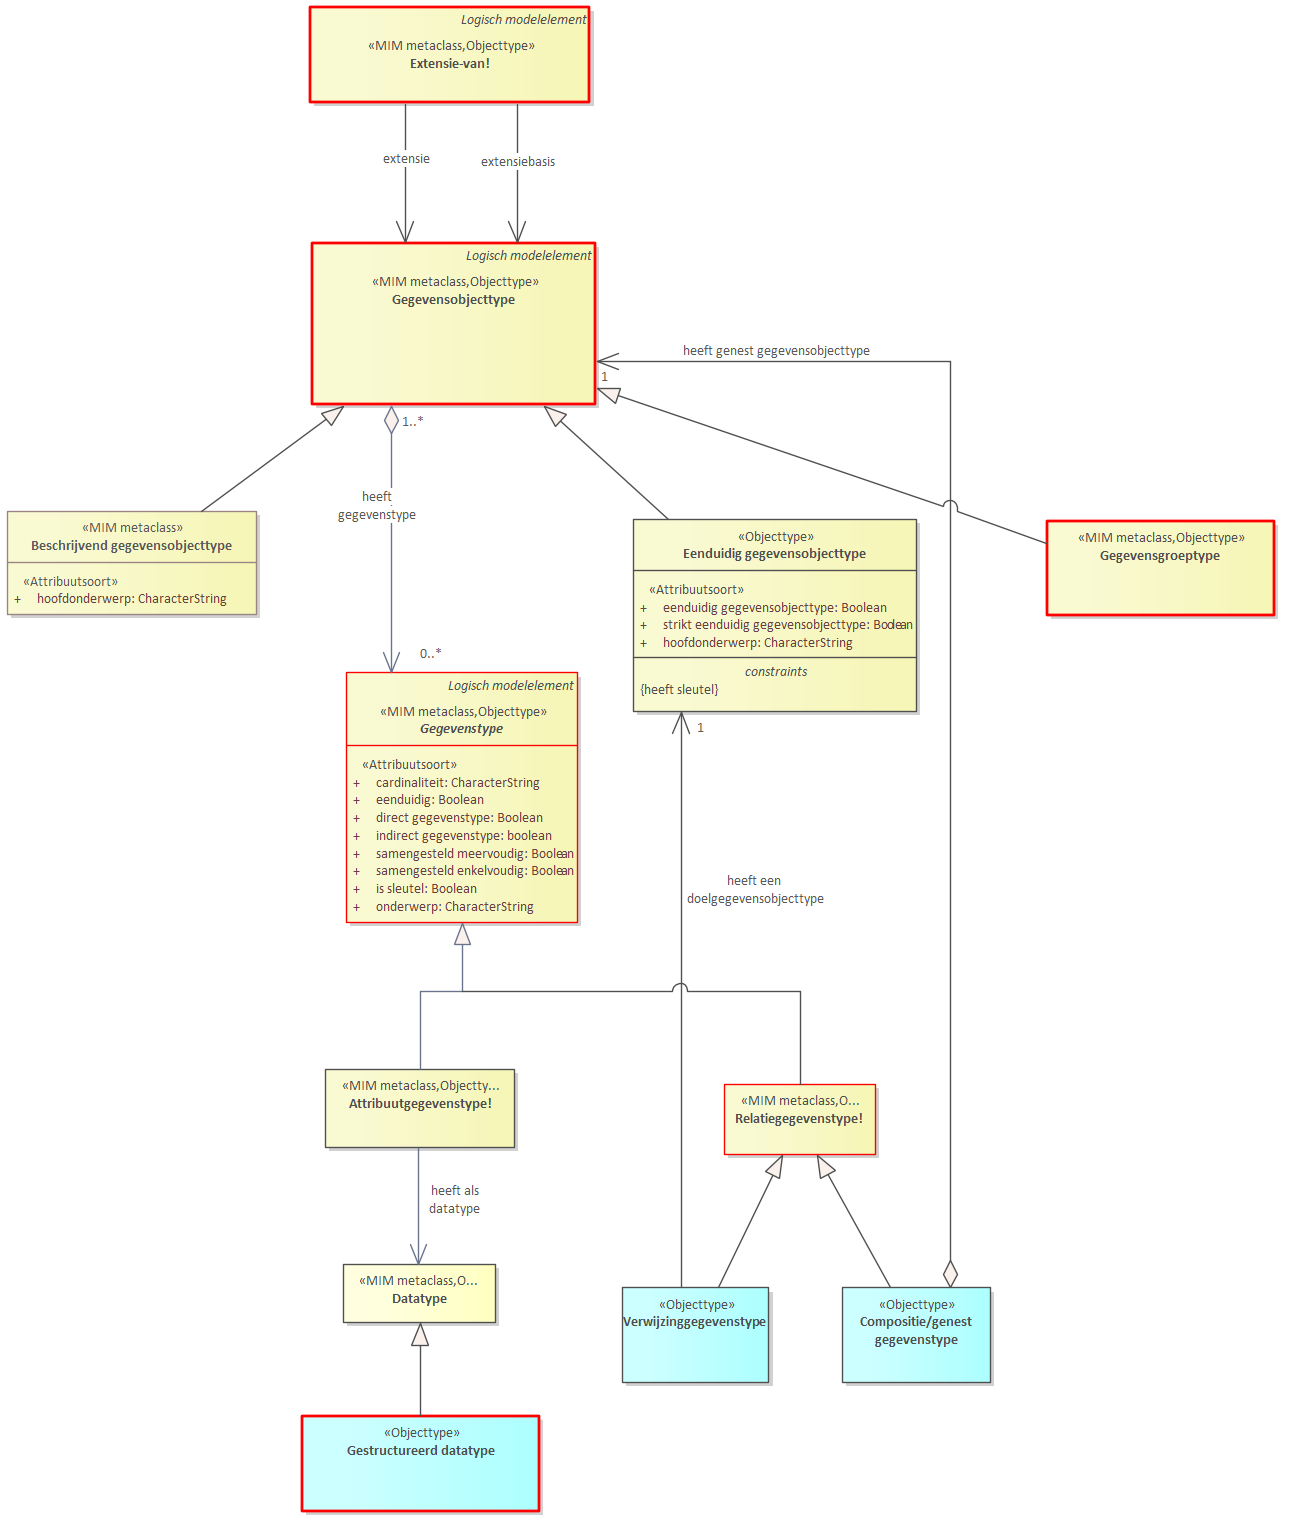 Logisch modelelement
«MIM metaclass,Objecttype»
Extensie-van!
extensie
extensiebasis
Logisch modelelement
«MIM metaclass,Objecttype»
Gegevensobjecttype
heeft genest gegevensobjecttype
1
1..*
heeft
gegevenstype
0..*
«MIM metaclass»
Beschrijvend gegevensobjecttype
«Attribuutsoort»
+ hoofdonderwerp: CharacterString
«Objecttype»
Eenduidig gegevensobjecttype
«Attribuutsoort»
+ eenduidig gegevensobjecttype: Boolean
+ strikt eenduidig gegevensobjecttype: Boolean
+ hoofdonderwerp: CharacterString
constraints
{heeft sleutel}
«MIM metaclass,Objecttype»
Gegevensgroeptype
Logisch modelelement
«MIM metaclass,Objecttype»
Gegevenstype
«Attribuutsoort»
+ cardinaliteit: CharacterString
+ eenduidig: Boolean
+ direct gegevenstype: Boolean
+ indirect gegevenstype: boolean
+ samengesteld meervoudig: Boolean
+ samengesteld enkelvoudig: Boolean
+ is sleutel: Boolean
+ onderwerp: CharacterString
1
heeft een
doelgegevensobjecttype
«MIM metaclass,Objectty...
Attribuutgegevenstype!
«MIM metaclass,O...
Relatiegegevenstype!
heeft als
datatype
«MIM metaclass,O...
Datatype
«Objecttype»
Verwijzinggegevenstype
«Objecttype»
Compositie/genest
gegevenstype
«Objecttype»
Gestructureerd datatype